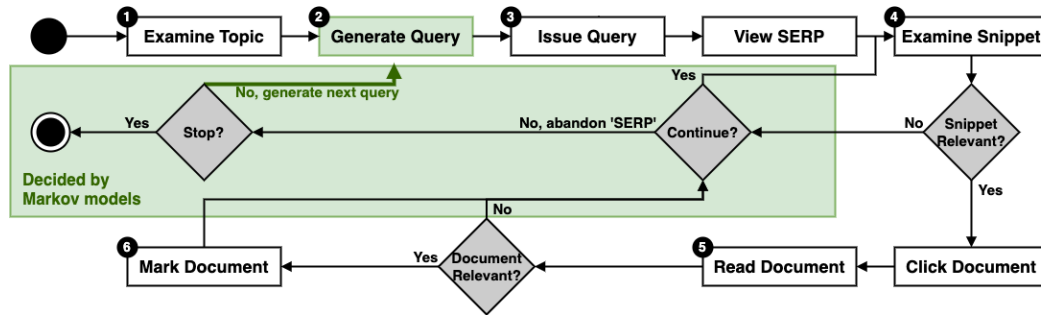 1
Examine Topic
2
Generate Query
3
Issue Query
View SERP
4
Examine Snippet
Yes
No, generate next query
Yes
Stop?
No, abandon 'SERP'
Continue?
No
Snippet
Relevant?
Decided by
Markov models
Yes
No
6
Mark Document
Yes
Document
Relevant?
5
Read Document
Click Document